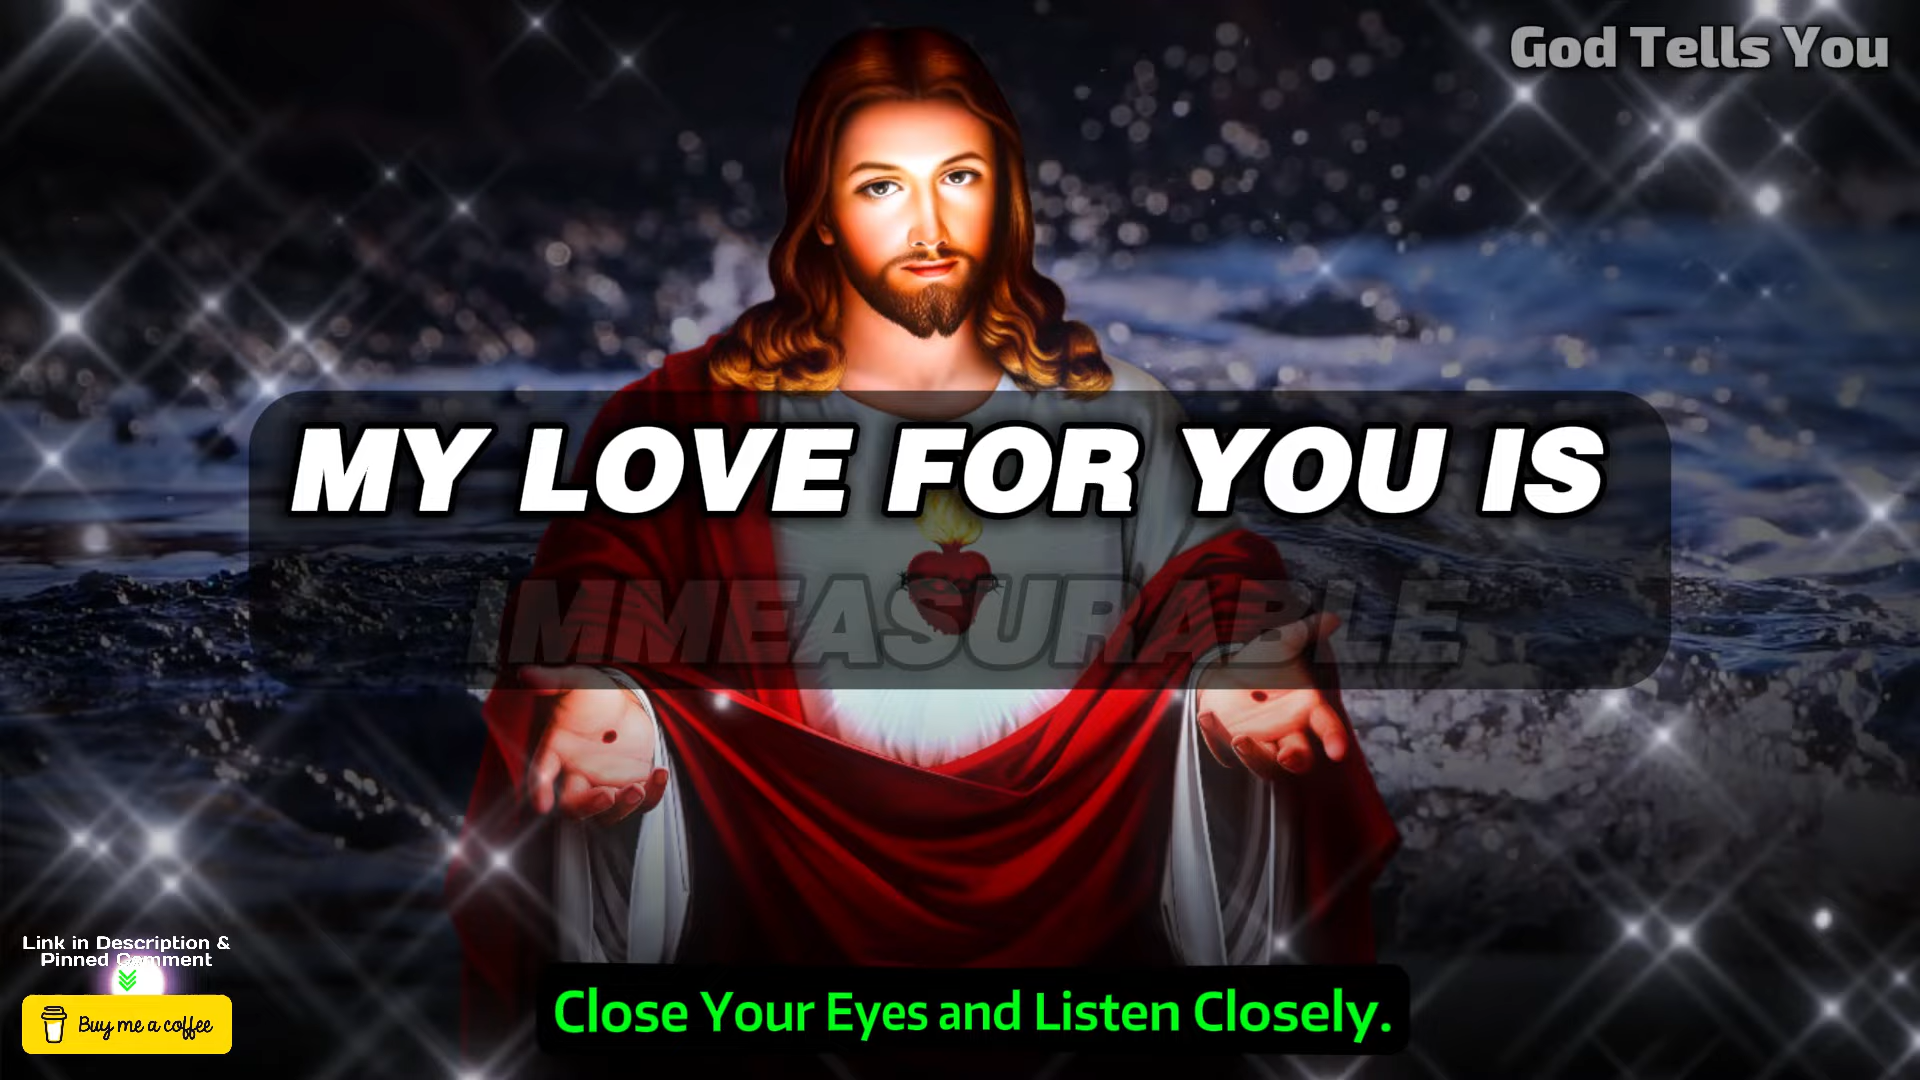 God Tells You
MY LOVE FOR YOU IS
IMMEASURABLE
Link in Description &
Pinned Comment
Buy me a coffee
Close Your Eyes and Listen Closely.